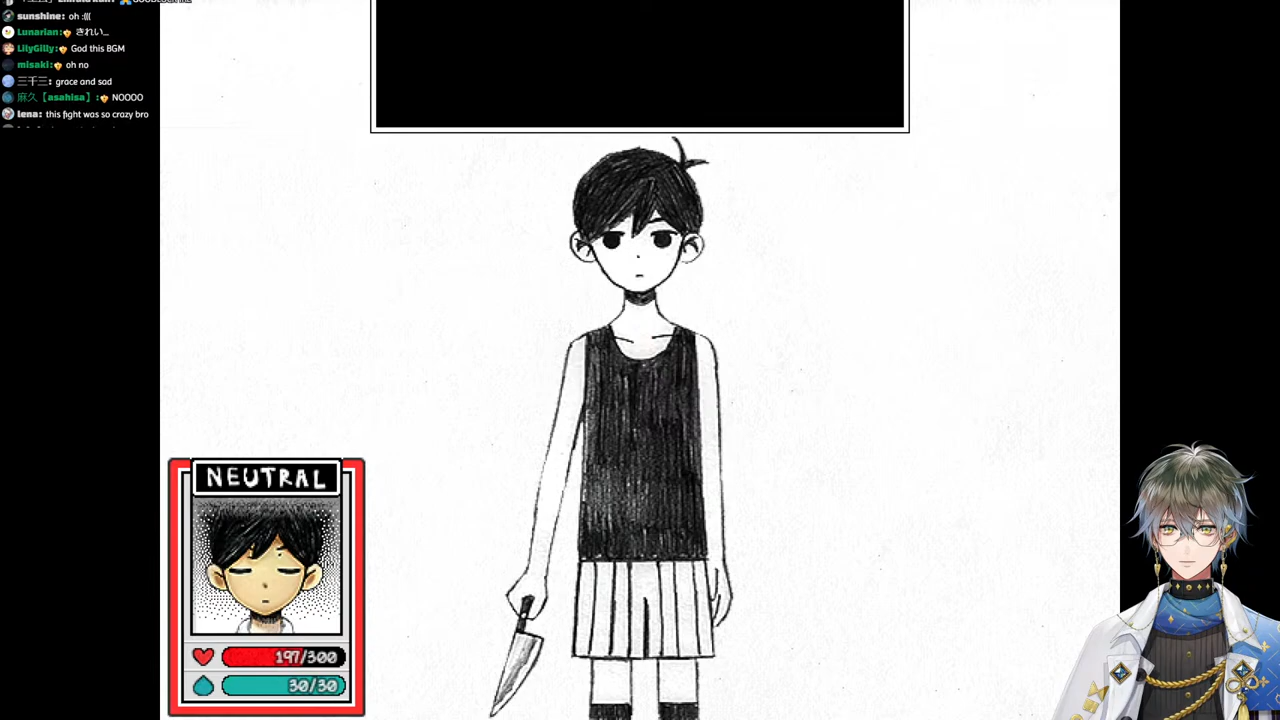 sunshine: oh :(((
Lunarian: きれい...
LilyGilly: God this BGM
misaki: oh no
三千三: grace and sad
麻久【asahisa】: NOOOO
lena: this fight was so crazy bro
NEUTRAL
197/300
30/30